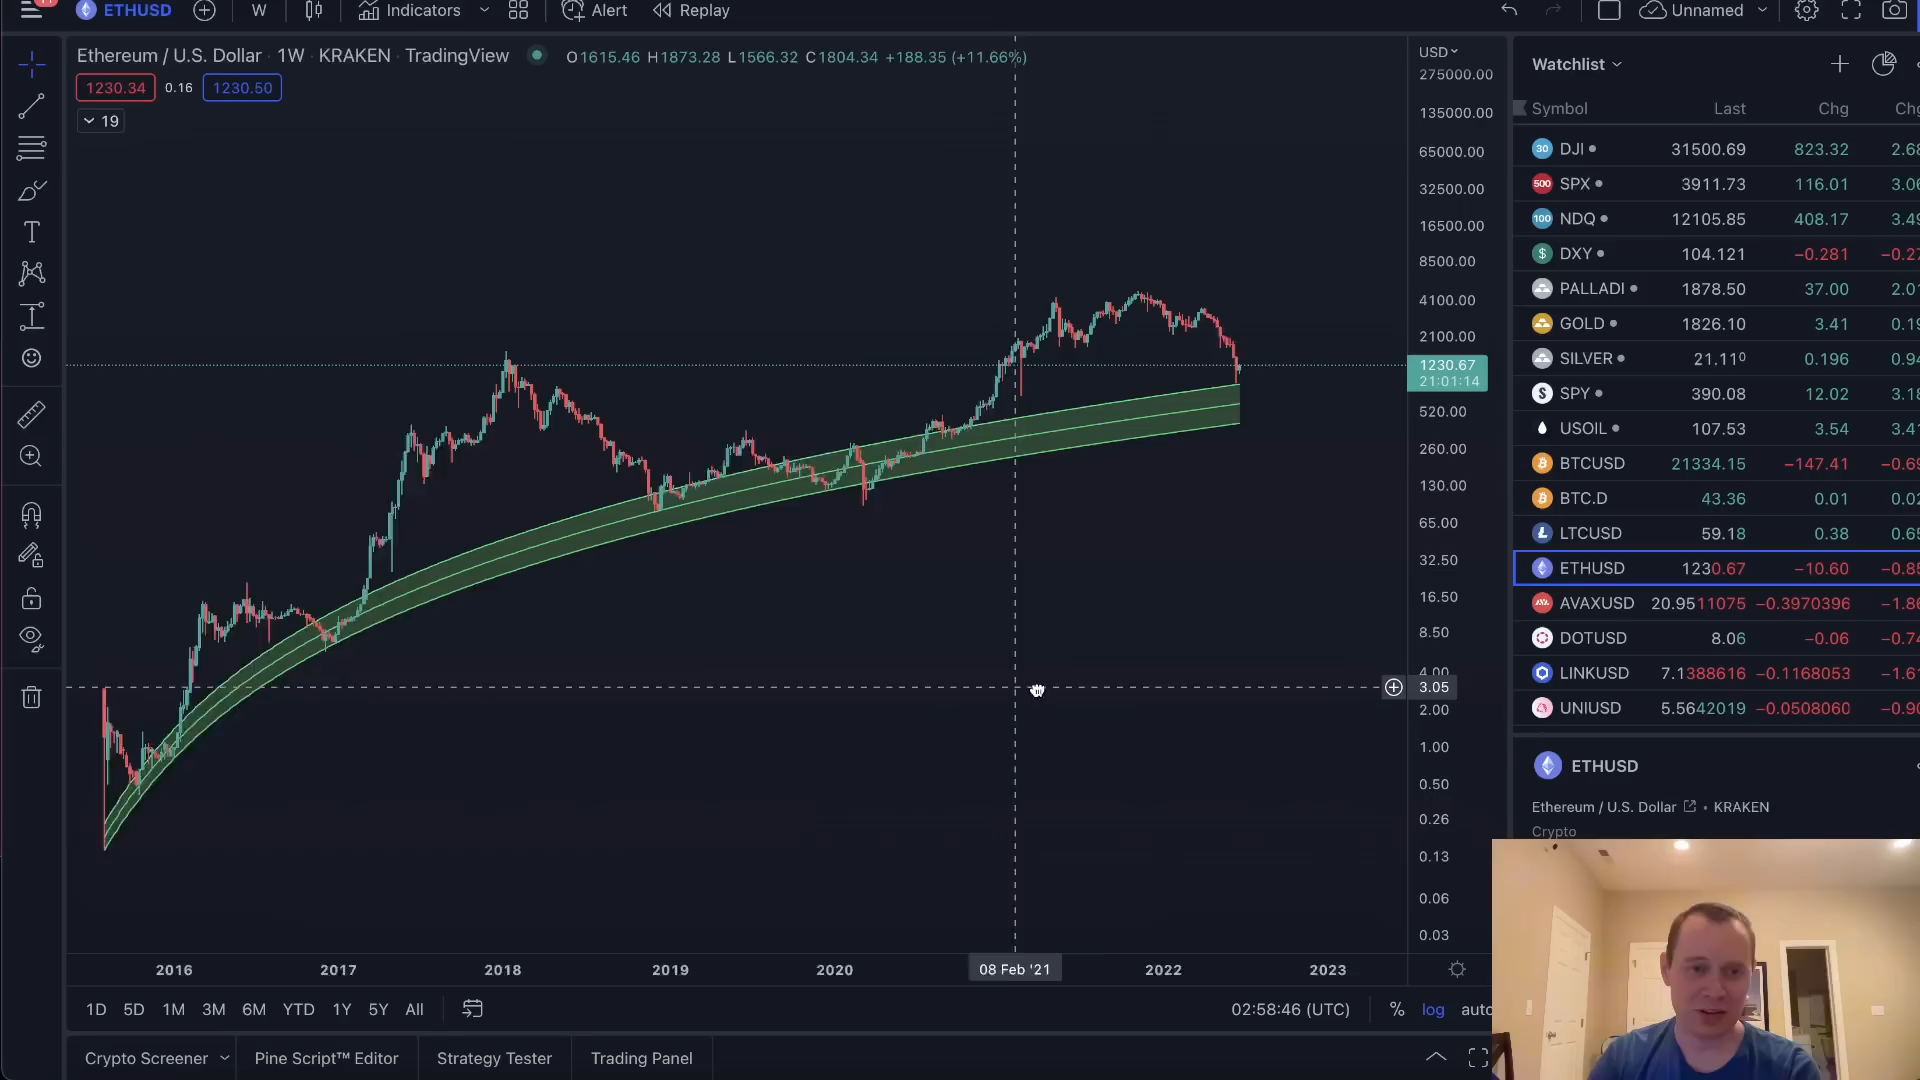 11
ETHUSD
W
Indicators
Alert
Replay
Unnamed
Ethereum / U.S. Dollar · 1W · KRAKEN · TradingView
O1615.46 H1873.28 L1566.32 C1804.34 +188.35 (+11.66%)
1230.34 0.16 1230.50
19
USD
275000.00
135000.00
65000.00
32500.00
16500.00
8500.00
4100.00
2100.00
1230.67
21:01:14
520.00
260.00
130.00
65.00
32.50
16.50
8.50
4.00
3.05
2.00
1.00
0.50
0.26
0.13
0.06
0.03
2016 2017 2018 2019 2020 08 Feb '21 2022 2023
1D 5D 1M 3M 6M YTD 1Y 5Y All
02:58:46 (UTC) % log auto
Crypto Screener Pine Script™ Editor Strategy Tester Trading Panel
Watchlist
Symbol Last Chg
30 DJI 31500.69 823.32
500 SPX 3911.73 116.01
100 NDQ 12105.85 408.17
$ DXY 104.121 −0.281
PALLADI 1878.50 37.00
GOLD 1826.10 3.41
SILVER 21.110 0.196
SPY 390.08 12.02
USOIL 107.53 3.54
BTCUSD 21334.15 −147.41
BTC.D 43.36 0.01
LTCUSD 59.18 0.38
ETHUSD 1230.67 −10.60
AVAXUSD 20.9511075 −0.3970396
DOTUSD 8.06 −0.06
LINKUSD 7.1388616 −0.1168053
UNIUSD 5.5642019 −0.0508060
ETHUSD
Ethereum / U.S. Dollar • KRAKEN
Crypto